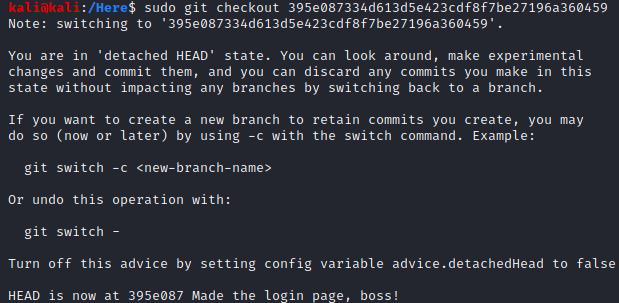 kali@kali:/Here$ sudo git checkout 395e087334d613d5e423cdf8f7be27196a360459
Note: switching to '395e087334d613d5e423cdf8f7be27196a360459'.
You are in 'detached HEAD' state. You can look around, make experimental
changes and commit them, and you can discard any commits you make in this
state without impacting any branches by switching back to a branch.
If you want to create a new branch to retain commits you create, you may
do so (now or later) by using -c with the switch command. Example:
git switch -c <new-branch-name>
Or undo this operation with:
git switch -
Turn off this advice by setting config variable advice.detachedHead to false
HEAD is now at 395e087 Made the login page, boss!